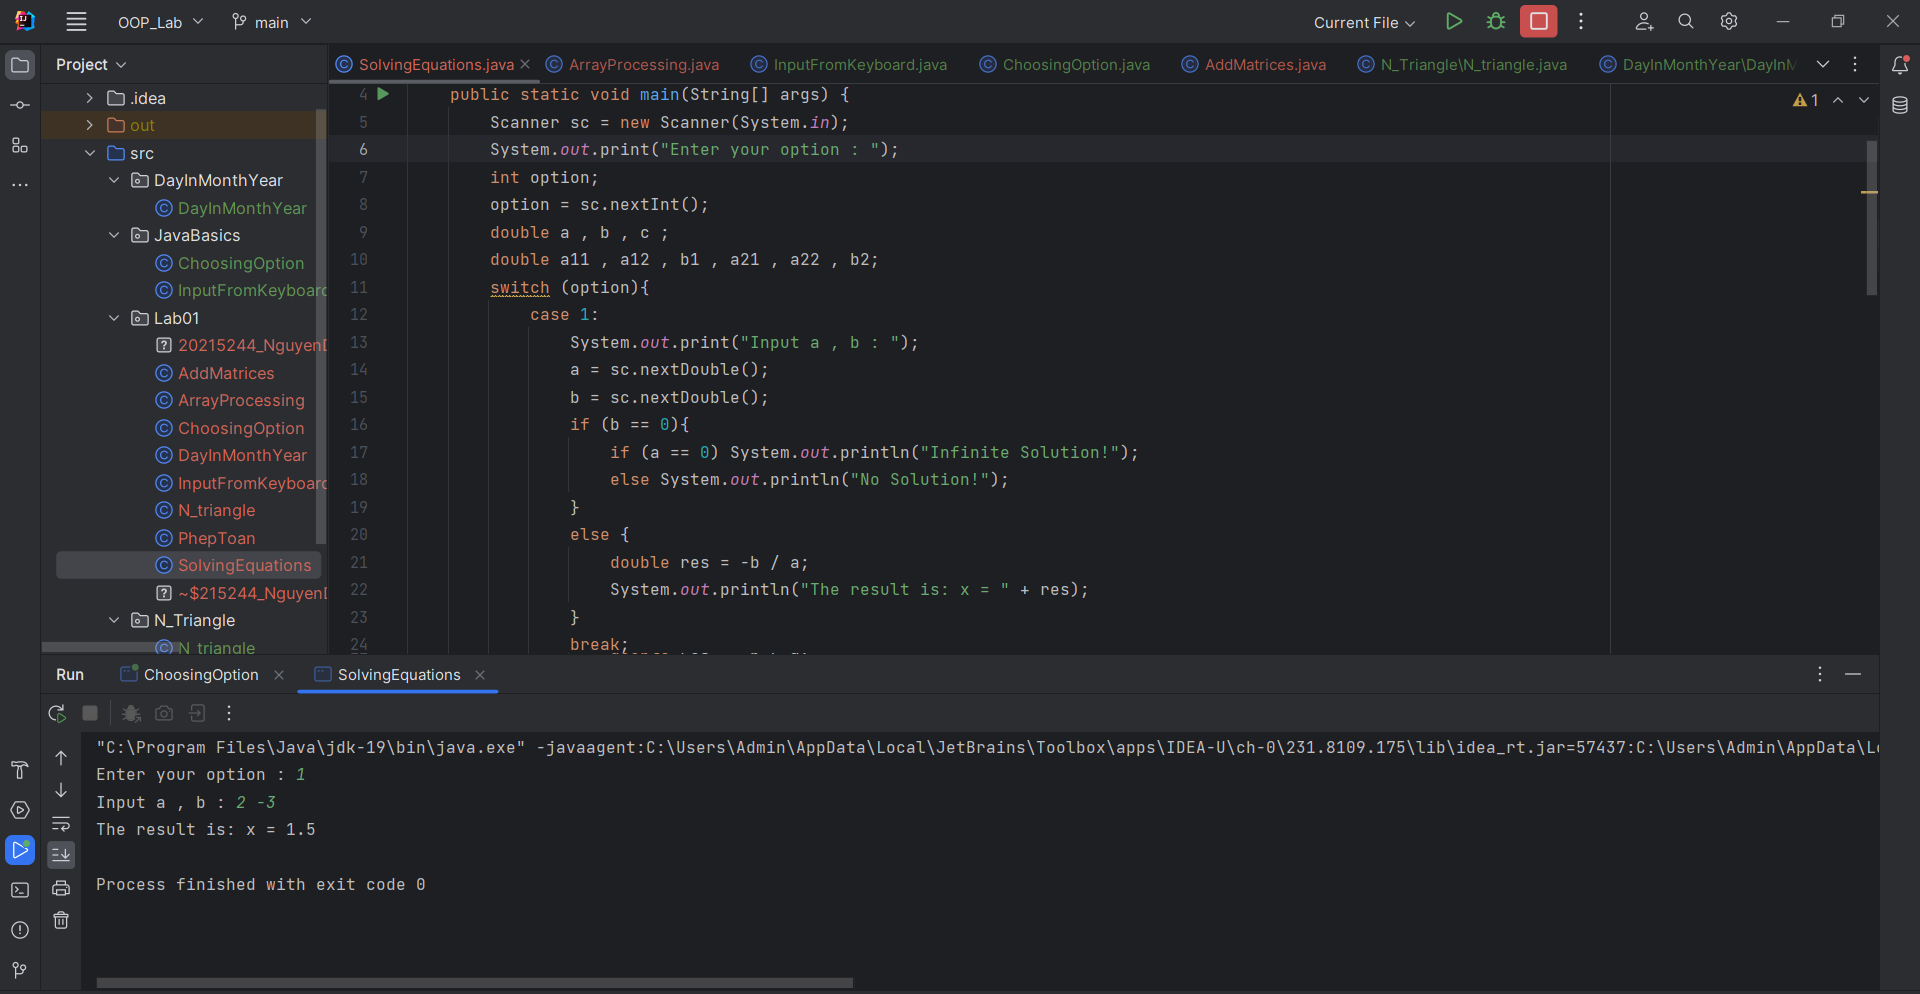 OOP_Lab
main
Current File
Project
.idea
out
src
DayInMonthYear
DayInMonthYear
JavaBasics
ChoosingOption
InputFromKeyboard
Lab01
20215244_Nguyen
AddMatrices
ArrayProcessing
ChoosingOption
DayInMonthYear
InputFromKeyboard
N_triangle
PhepToan
SolvingEquations
~$215244_Nguyen
N_Triangle
N_triangle
SolvingEquations.java
ArrayProcessing.java
InputFromKeyboard.java
ChoosingOption.java
AddMatrices.java
N_Triangle\N_triangle.java
DayInMonthYear\DayInM
1
4 public static void main(String[] args) {
5 Scanner sc = new Scanner(System.in);
6 System.out.print("Enter your option : ");
7 int option;
8 option = sc.nextInt();
9 double a , b , c ;
10 double a11 , a12 , b1 , a21 , a22 , b2;
11 switch (option){
12 case 1:
13 System.out.print("Input a , b : ");
14 a = sc.nextDouble();
15 b = sc.nextDouble();
16 if (b == 0){
17 if (a == 0) System.out.println("Infinite Solution!");
18 else System.out.println("No Solution!");
19 }
20 else {
21 double res = -b / a;
22 System.out.println("The result is: x = " + res);
23 }
24 break;
Run
ChoosingOption
SolvingEquations
"C:\Program Files\Java\jdk-19\bin\java.exe" -javaagent:C:\Users\Admin\AppData\Local\JetBrains\Toolbox\apps\IDEA-U\ch-0\231.8109.175\lib\idea_rt.jar=57437:C:\Users\Admin\AppData\Lo
Enter your option : 1
Input a , b : 2 -3
The result is: x = 1.5
Process finished with exit code 0